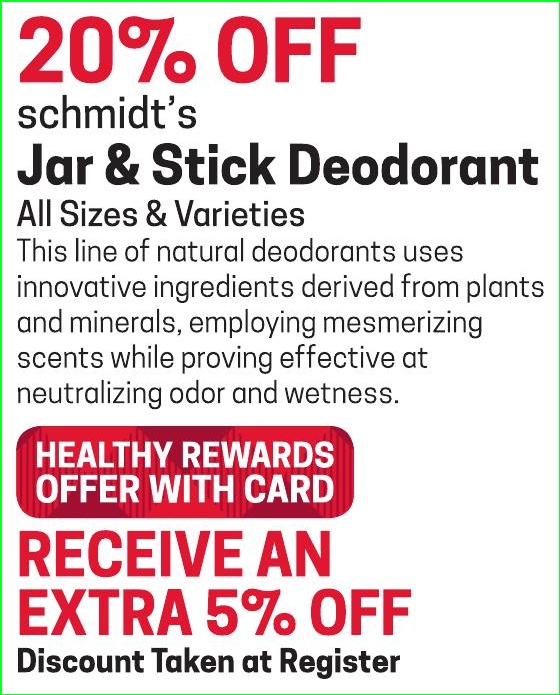 20% OFF
schmidt's
Jar & Stick Deodorant
All Sizes & Varieties
This line of natural deodorants uses
innovative ingredients derived from plants
and minerals, employing mesmerizing
scents while proving effective at
neutralizing odor and wetness.
HEALTHY REWARDS
OFFER WITH CARD
RECEIVE AN
EXTRA 5% OFF
Discount Taken at Register